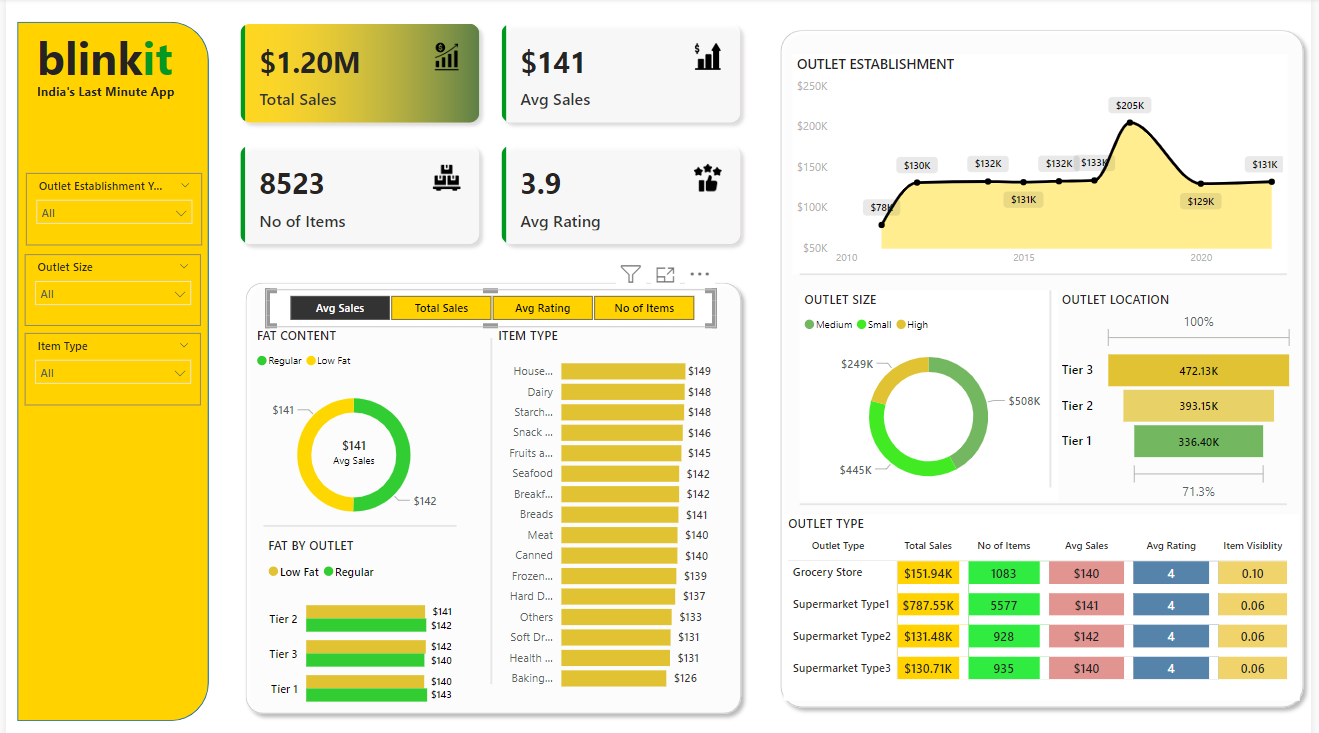 blinkit
India's Last Minute App
Outlet Establishment Y...
All
Outlet Size
All
Item Type
All
$1.20M
Total Sales
$141
Avg Sales
8523
No of Items
3.9
Avg Rating
Avg Sales Total Sales Avg Rating No of Items
FAT CONTENT
Regular Low Fat
$141
$141
Avg Sales
$142
FAT BY OUTLET
Low Fat Regular
Tier 2 $141
$142
Tier 3 $142
$140
Tier 1 $140
$143
ITEM TYPE
House... $149
Dairy $148
Starch... $148
Snack ... $146
Fruits a... $145
Seafood $142
Breakf... $142
Breads $141
Meat $140
Canned $140
Frozen... $139
Hard D... $137
Others $133
Soft Dr... $131
Health ... $131
Baking... $126
OUTLET ESTABLISHMENT
$250K
$200K
$150K
$100K
$50K
$78K
$130K
$132K
$131K
$132K
$133K
$205K
$129K
$131K
2010 2015 2020
OUTLET SIZE
Medium Small High
$249K
$508K
$445K
OUTLET LOCATION
100%
Tier 3 472.13K
Tier 2 393.15K
Tier 1 336.40K
71.3%
OUTLET TYPE
Outlet Type Total Sales No of Items Avg Sales Avg Rating Item Visiblity
Grocery Store $151.94K 1083 $140 4 0.10
Supermarket Type1 $787.55K 5577 $141 4 0.06
Supermarket Type2 $131.48K 928 $142 4 0.06
Supermarket Type3 $130.71K 935 $140 4 0.06